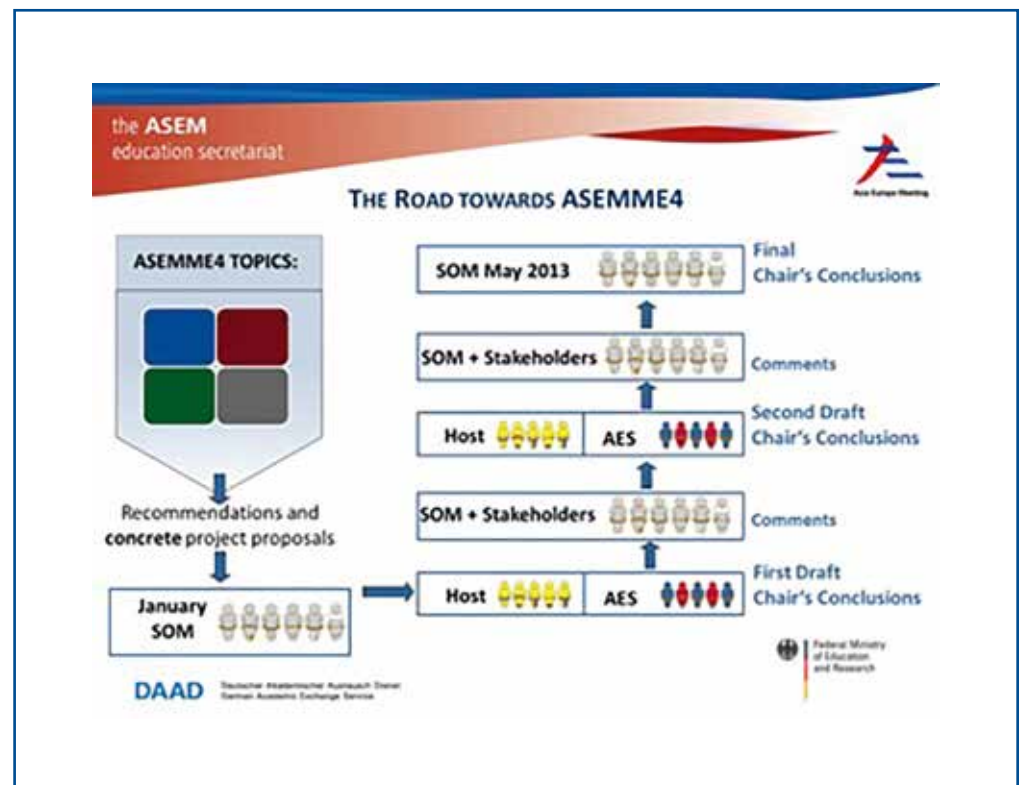 the ASEM
education secretariat
Asia-Europe Meeting
THE ROAD TOWARDS ASEMME4
ASEMME4 TOPICS:
Recommendations and
concrete project proposals
January
SOM
SOM May 2013
Final
Chair's Conclusions
SOM + Stakeholders
Comments
Host
AES
Second Draft
Chair's Conclusions
SOM + Stakeholders
Comments
Host
AES
First Draft
Chair's Conclusions
DAAD
Deutscher Akademischer Austausch Dienst
German Academic Exchange Service
Federal Ministry
of Education
and Research